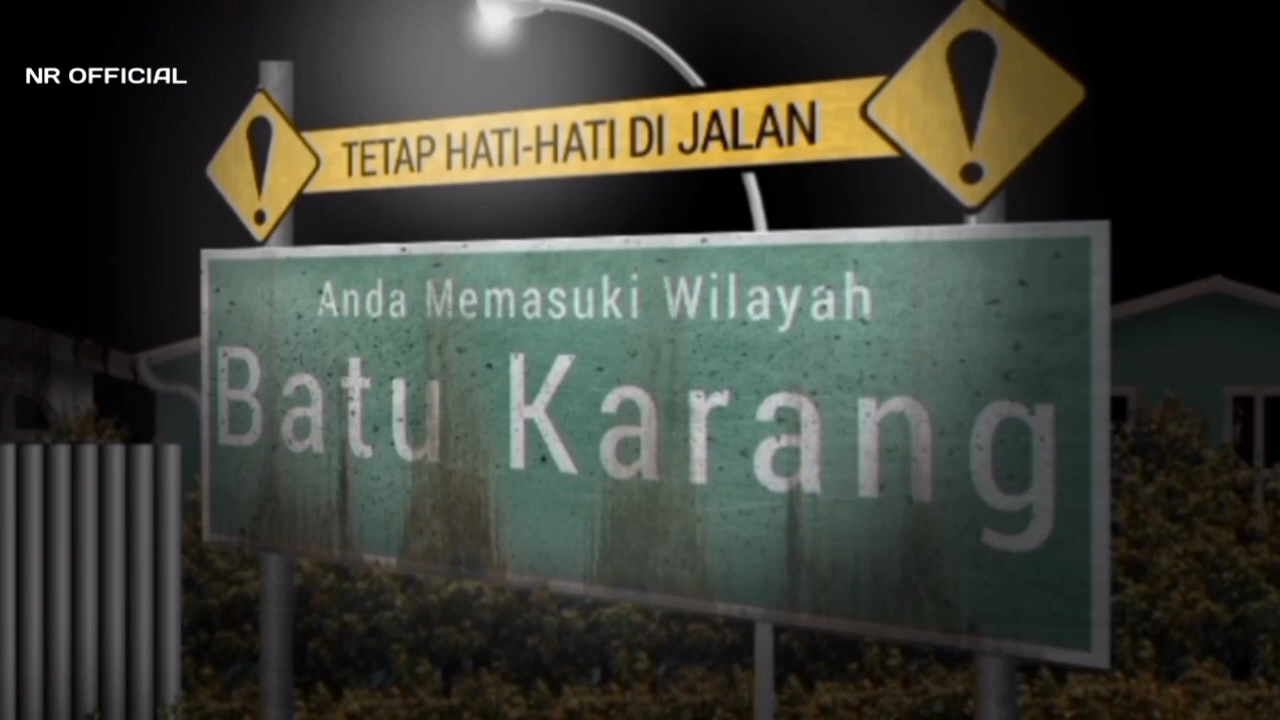 NR OFFICIAL
TETAP HATI-HATI DI JALAN
Anda Memasuki Wilayah
Batu Karang